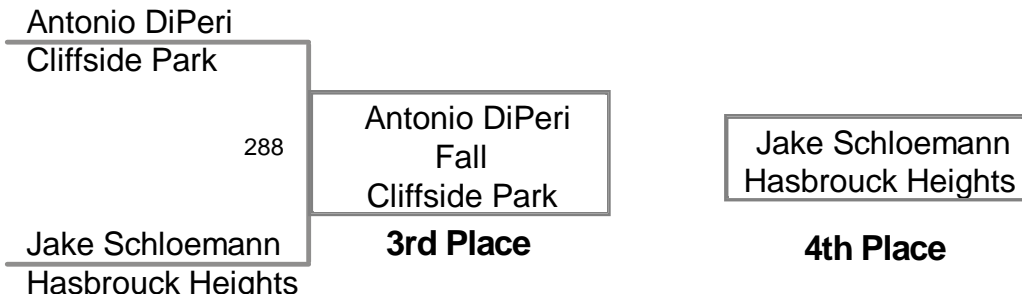 Antonio DiPeri
Cliffside Park
288
Jake Schloemann
Hasbrouck Heights
Antonio DiPeri
Fall
Cliffside Park
3rd Place
Jake Schloemann
Hasbrouck Heights
4th Place